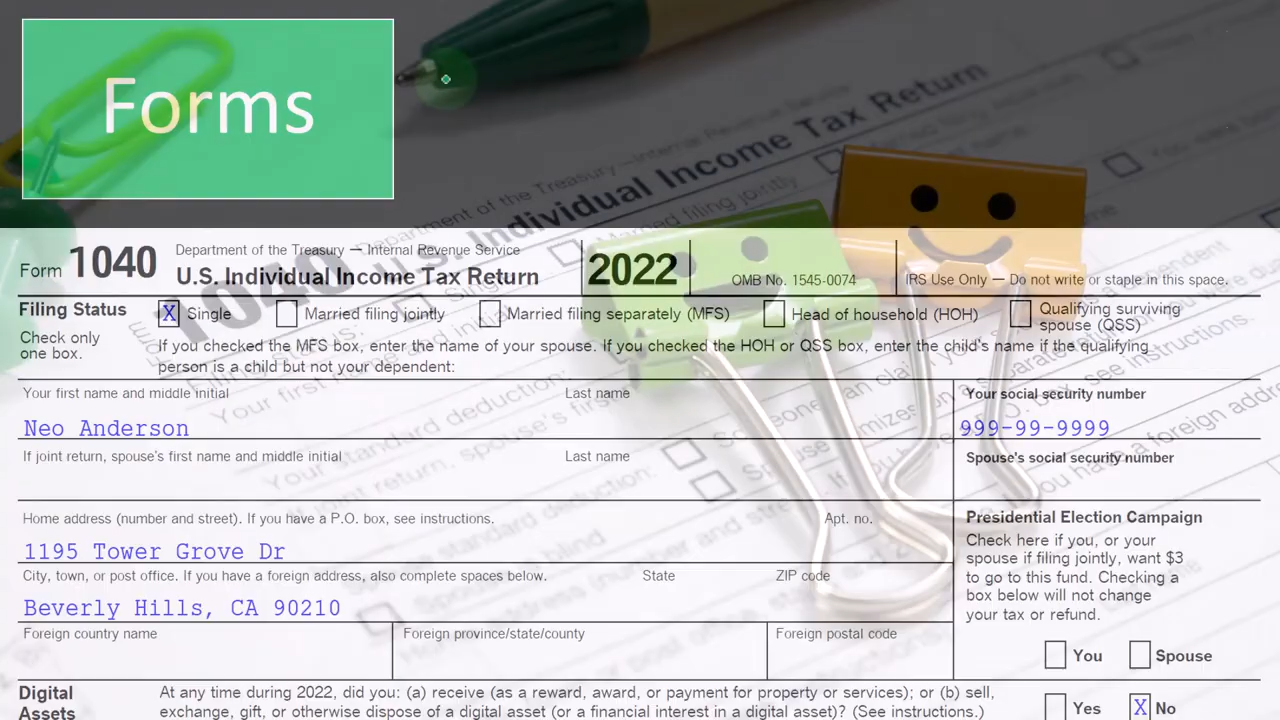 Forms
Form 1040 Department of the Treasury — Internal Revenue Service
U.S. Individual Income Tax Return 2022 OMB No. 1545-0074 IRS Use Only — Do not write or staple in this space.
Filing Status X Single Married filing jointly Married filing separately (MFS) Head of household (HOH) Qualifying surviving spouse (QSS)
Check only
one box.
If you checked the MFS box, enter the name of your spouse. If you checked the HOH or QSS box, enter the child's name if the qualifying
person is a child but not your dependent:
Your first name and middle initial Last name Your social security number
Neo Anderson 999-99-9999
If joint return, spouse's first name and middle initial Last name Spouse's social security number
Home address (number and street). If you have a P.O. box, see instructions. Apt. no.
1195 Tower Grove Dr
City, town, or post office. If you have a foreign address, also complete spaces below. State ZIP code
Beverly Hills, CA 90210
Foreign country name Foreign province/state/county Foreign postal code
Presidential Election Campaign
Check here if you, or your
spouse if filing jointly, want $3
to go to this fund. Checking a
box below will not change
your tax or refund.
You Spouse
Digital
Assets
At any time during 2022, did you: (a) receive (as a reward, award, or payment for property or services); or (b) sell,
exchange, gift, or otherwise dispose of a digital asset (or a financial interest in a digital asset)? (See instructions.)
Yes X No
Department of the Treasury—Internal Revenue Service
1040 Individual Income Tax Return